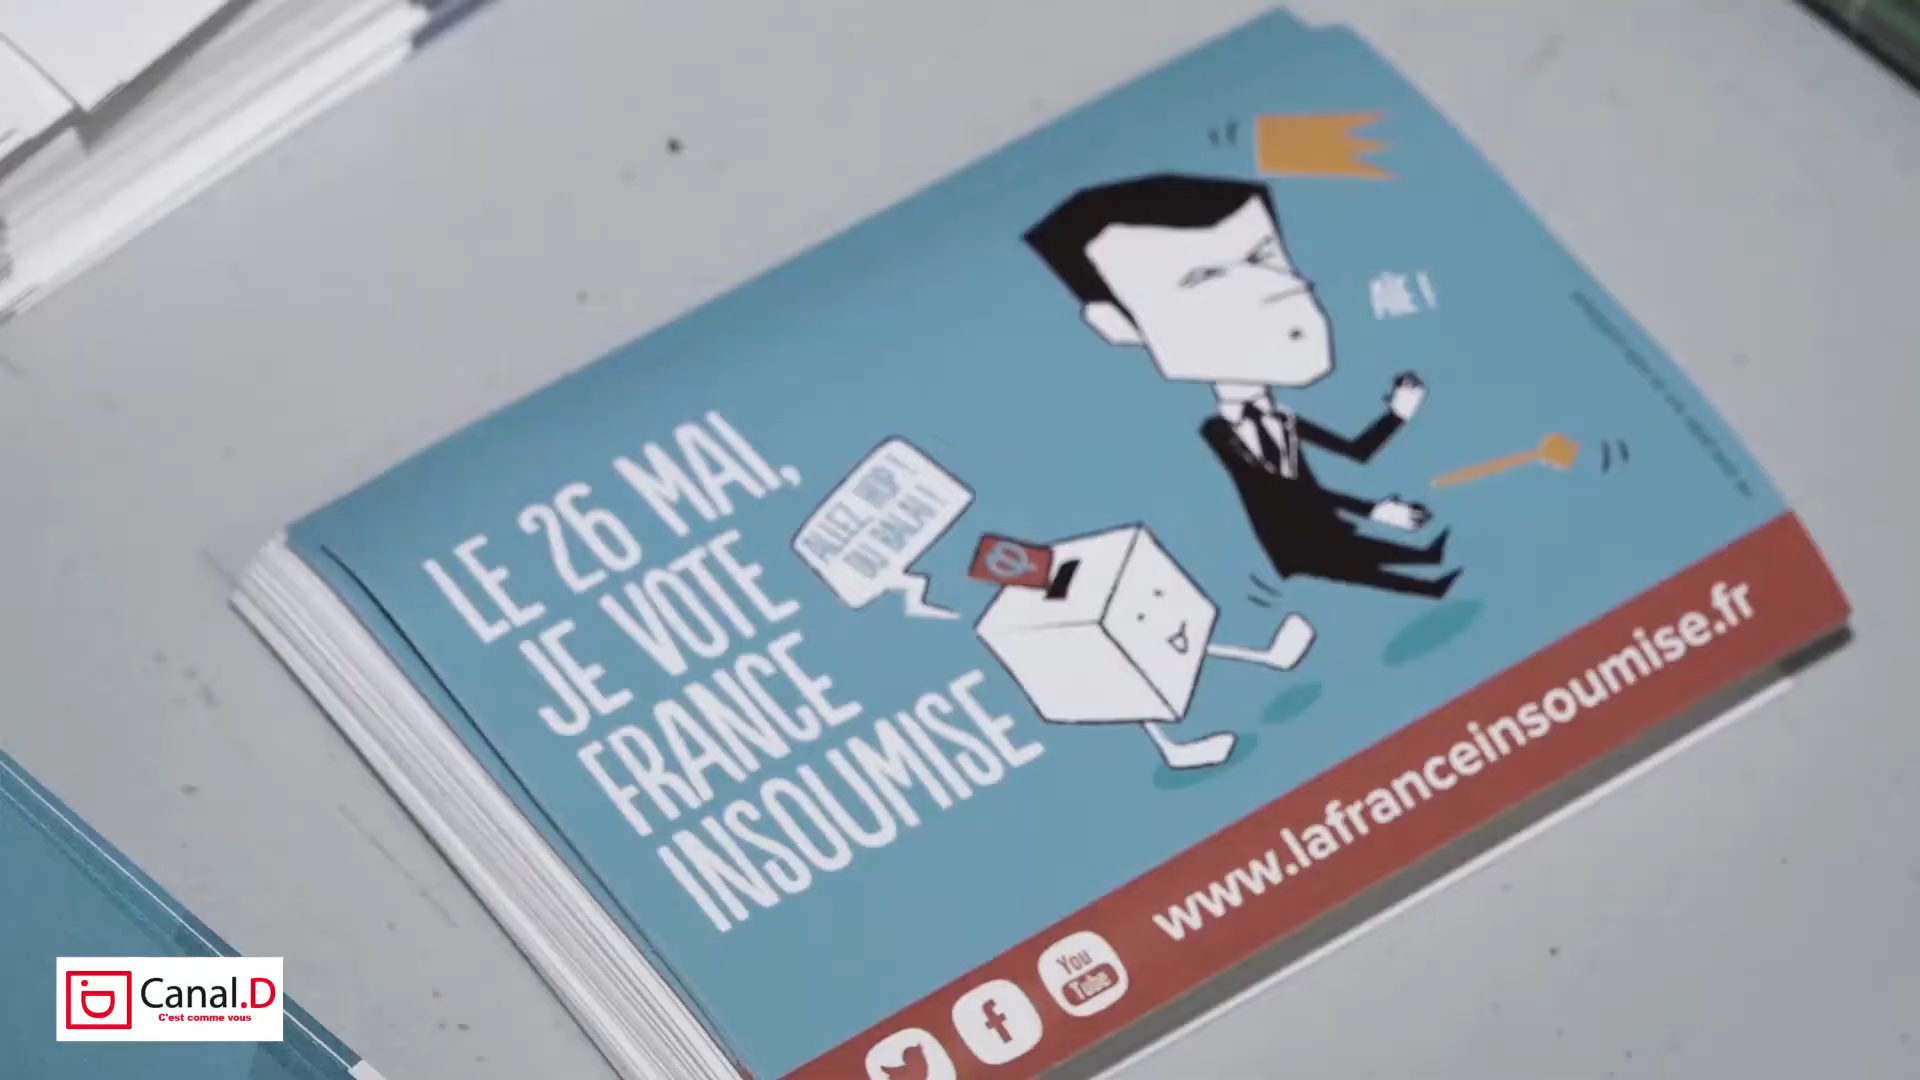 LE 26 MAI,
JE VOTE
FRANCE
INSOUMISE
ALLEZ, HOP !
DU BALAI !
www.lafranceinsoumise.fr
You
Tube
Canal.D
C'est comme vous